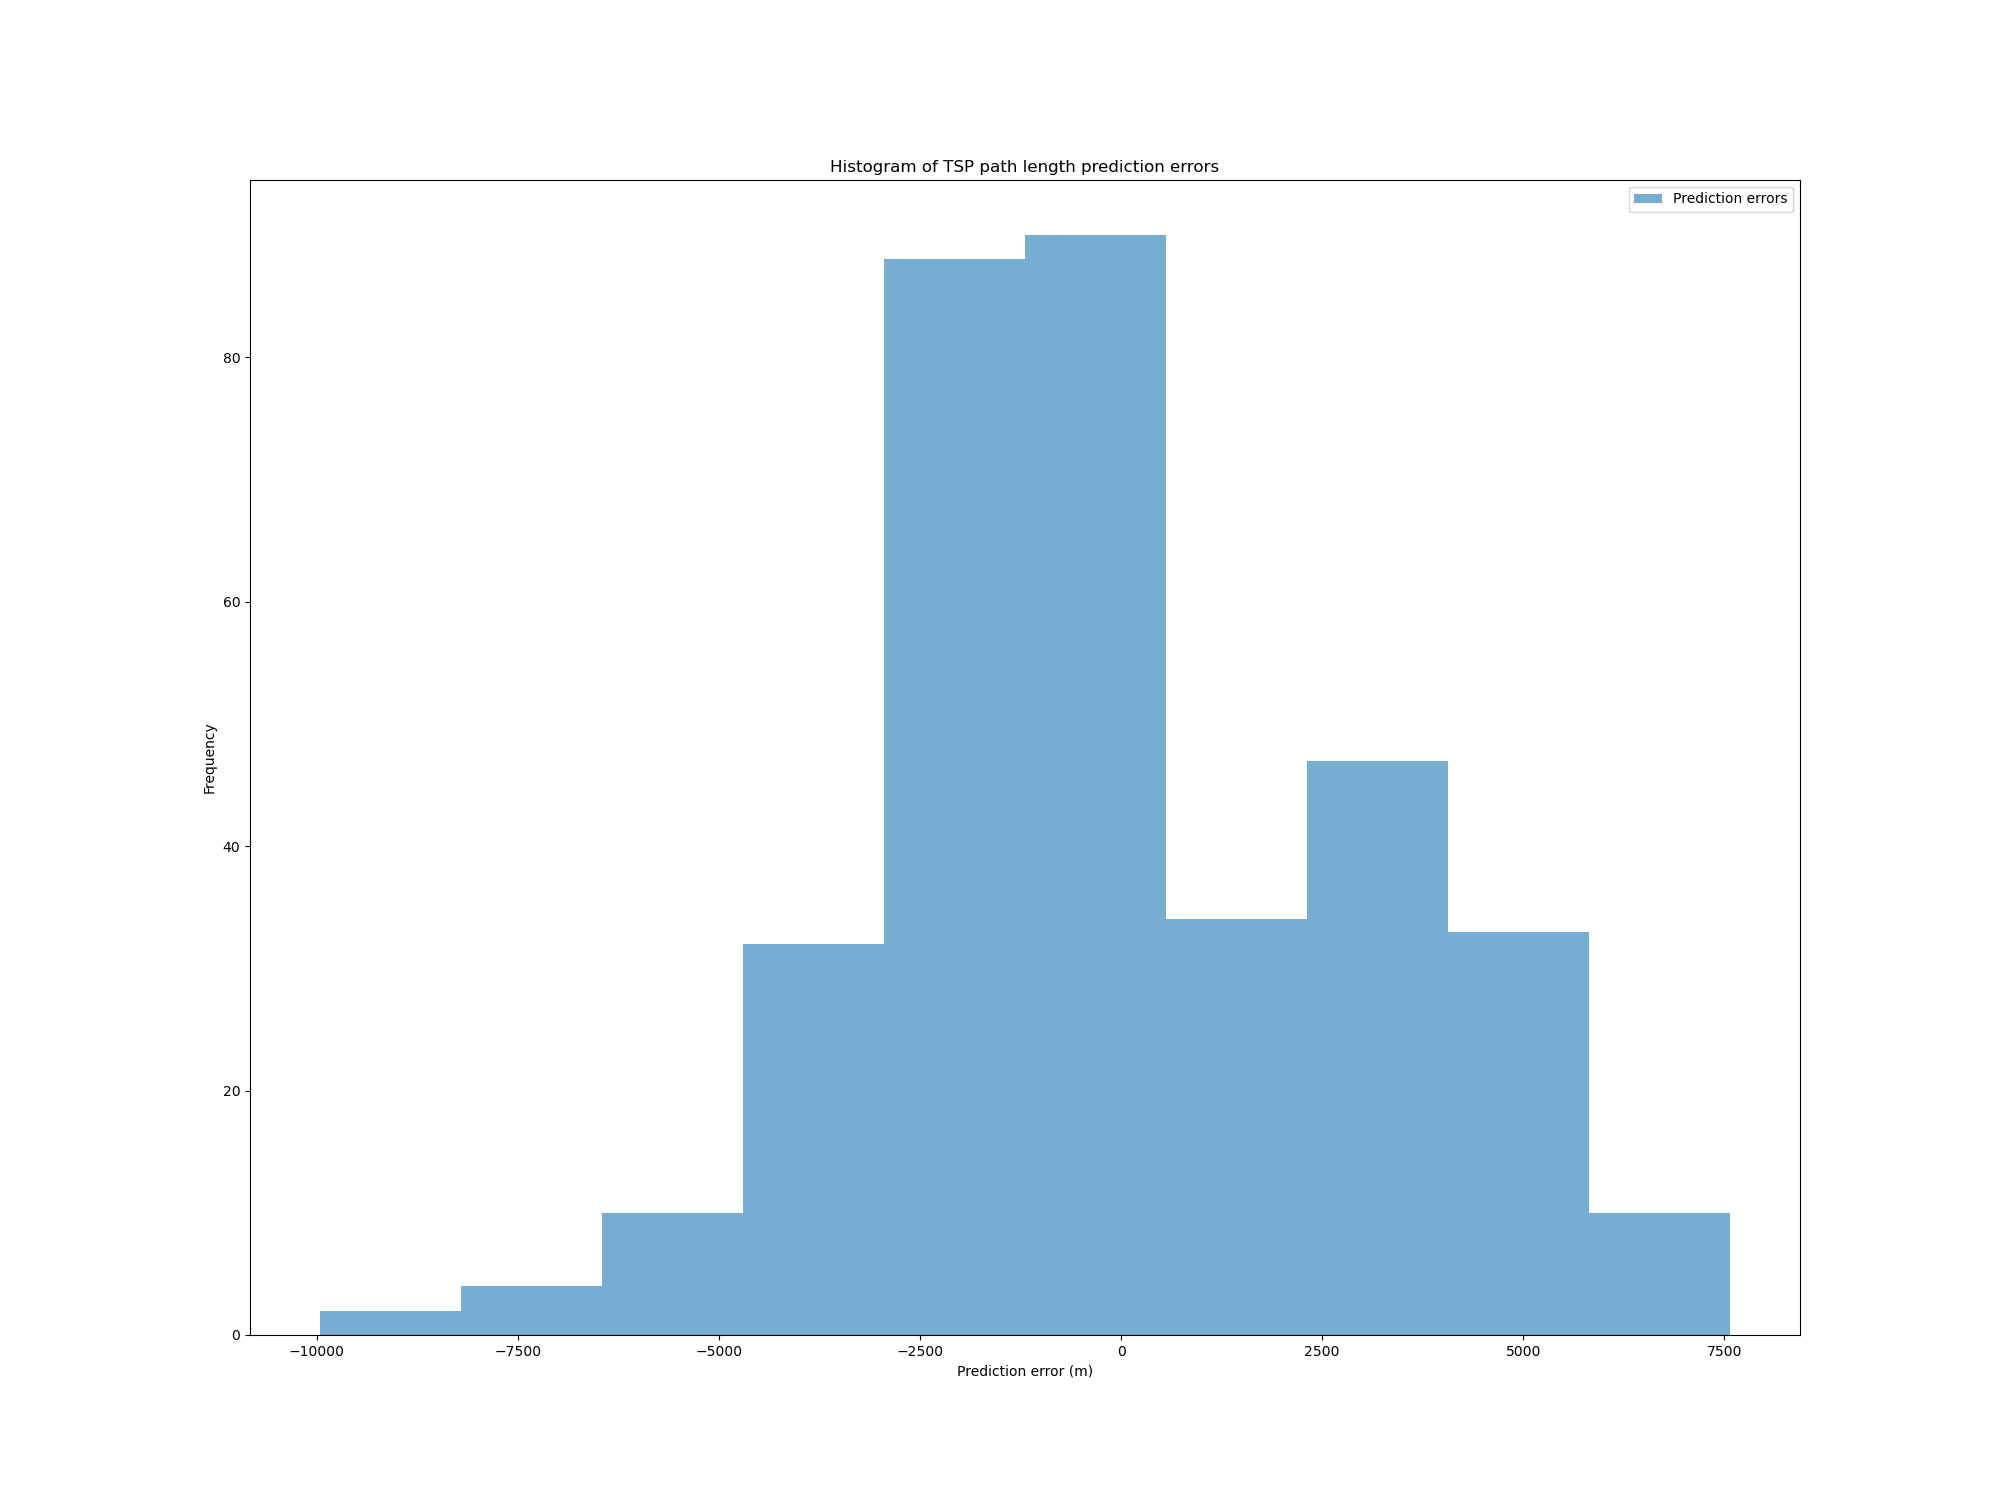 Histogram of TSP path length prediction errors
Prediction errors
80
60
40
20
0
Frequency
−10000 −7500 −5000 −2500 0 2500 5000 7500
Prediction error (m)